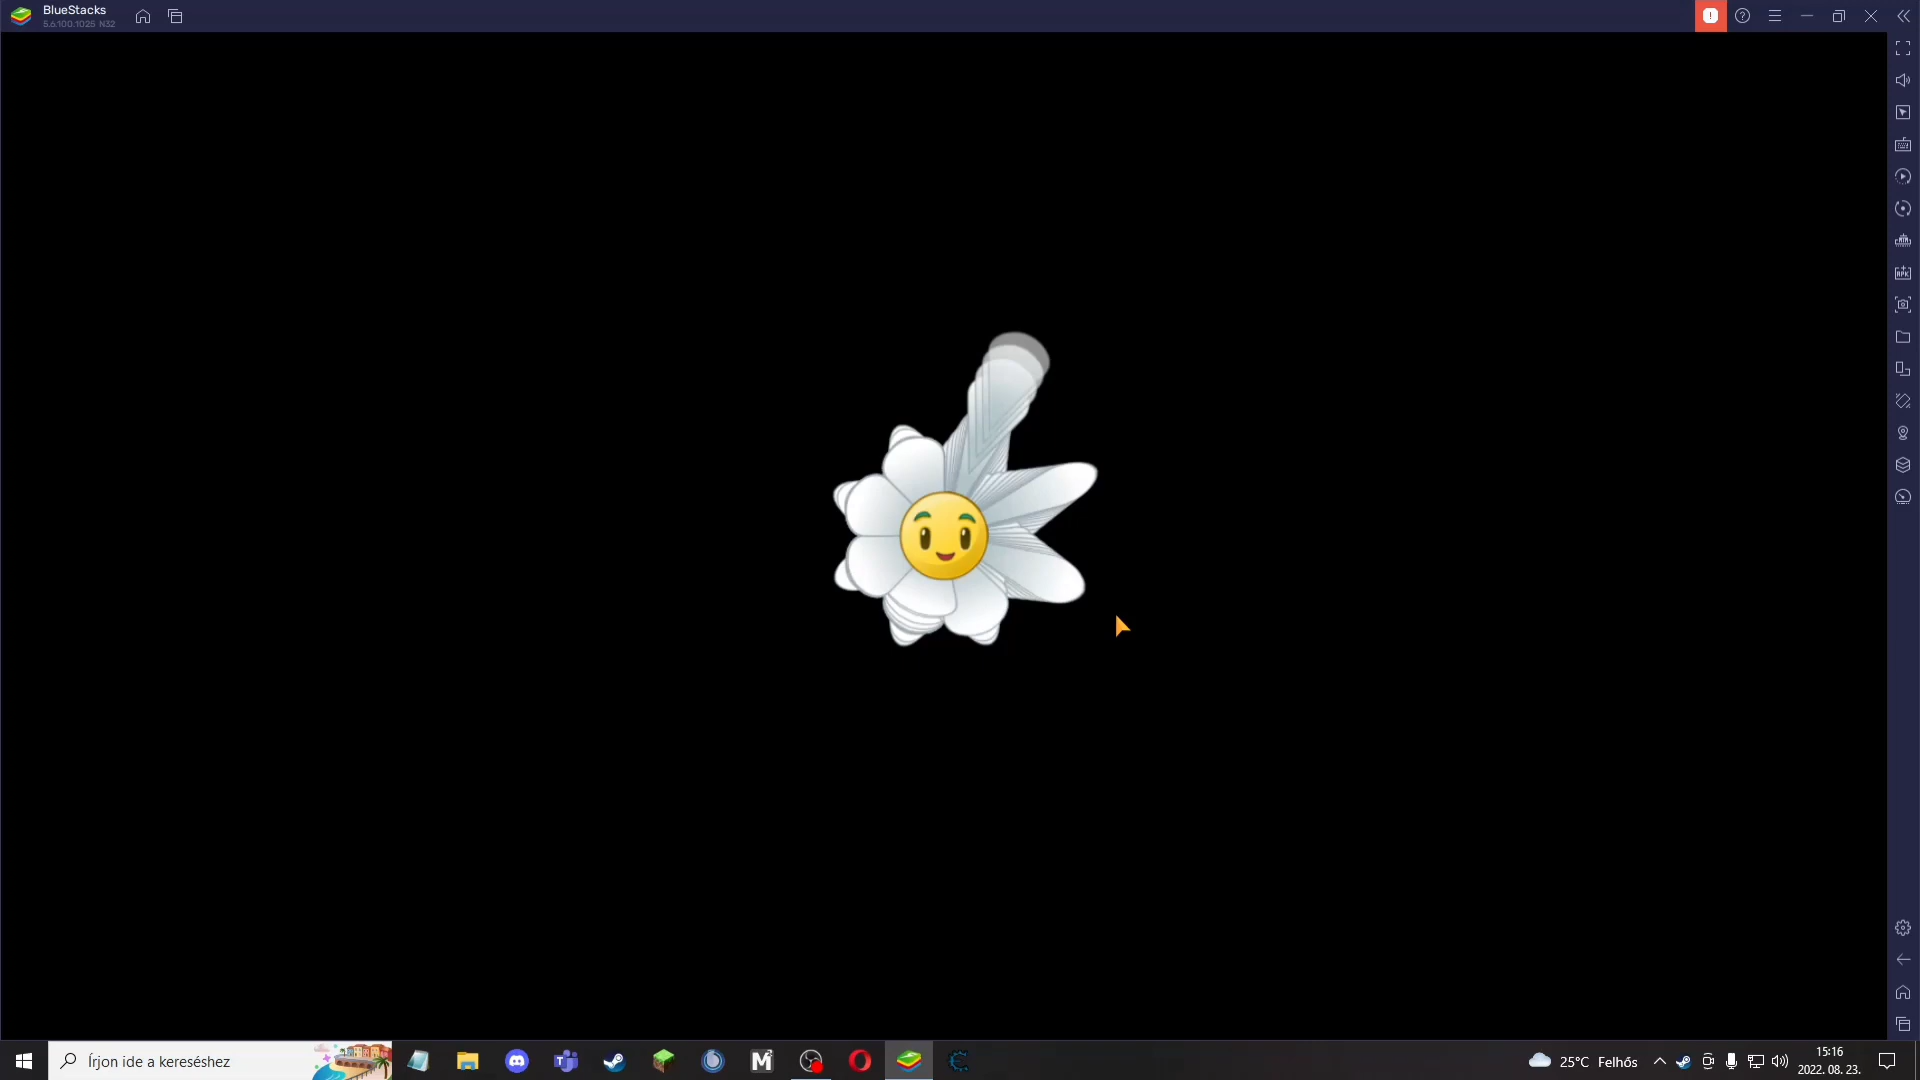 BlueStacks
5.6.100.1025 N32
Írjon ide a kereséshez
25°C Felhős
15:16
2022. 08. 23.